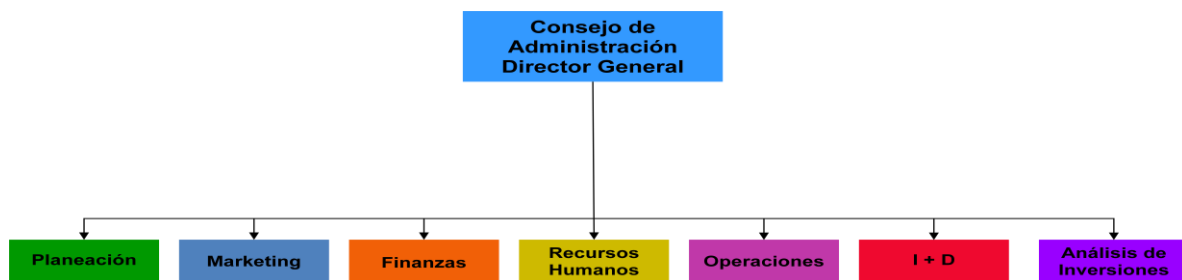 Consejo de
Administración
Director General
Planeación
Marketing
Finanzas
Recursos
Humanos
Operaciones
I + D
Análisis de
Inversiones